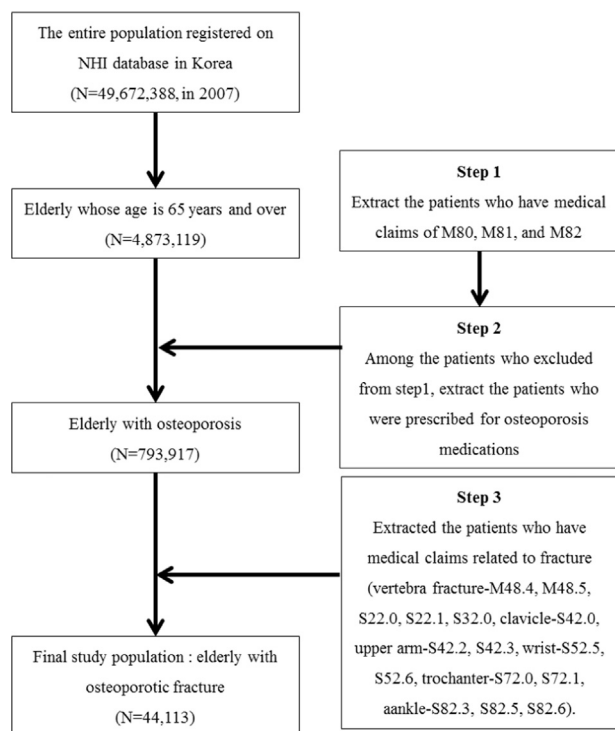 The entire population registered on
NHI database in Korea
(N=49,672,388, in 2007)
Elderly whose age is 65 years and over
(N=4,873,119)
Step 1
Extract the patients who have medical
claims of M80, M81, and M82
Step 2
Among the patients who excluded
from step1, extract the patients who
were prescribed for osteoporosis
medications
Elderly with osteoporosis
(N=793,917)
Step 3
Extracted the patients who have
medical claims related to fracture
(vertebra fracture-M48.4, M48.5,
S22.0, S22.1, S32.0, clavicle-S42.0,
upper arm-S42.2, S42.3, wrist-S52.5,
S52.6, trochanter-S72.0, S72.1,
aankle-S82.3, S82.5, S82.6).
Final study population : elderly with
osteoporotic fracture
(N=44,113)